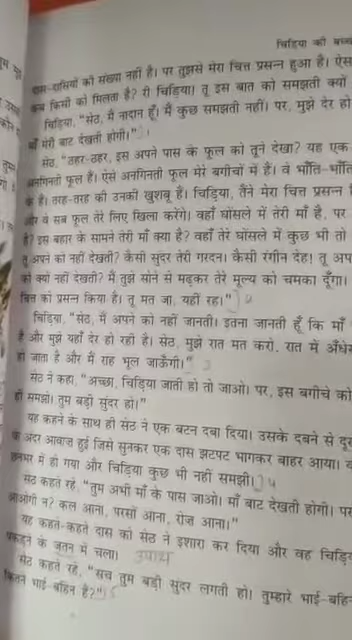 चिड़िया की बच्च
दास-दासियों की संख्या नहीं है। पर तुझसे मेरा चित्त प्रसन्न हुआ है। ऐस
कब किसी को मिलता है? री चिड़िया! तू इस बात को समझती क्यों
चिड़िया, "सेठ, मैं नादान हूँ। मैं कुछ समझती नहीं। पर, मुझे देर हो
माँ मेरी बाट देखती होगी।"
सेठ, "ठहर-ठहर, इस अपने पास के फूल को तूने देखा? यह एक
अनगिनती फूल हैं। ऐसे अनगिनती फूल मेरे बगीचों में हैं। वे भाँति-भाँति
के हैं। तरह-तरह की उनकी खुशबू हैं। चिड़िया, तैंने मेरा चित्त प्रसन्न
और वे सब फूल तेरे लिए खिला करेंगे। वहाँ घोंसले में तेरी माँ है, पर
है? इस बहार के सामने तेरी माँ क्या है? वहाँ तेरे घोंसले में कुछ भी तो
तू अपने को नहीं देखती? कैसी सुंदर तेरी गरदन। कैसी रंगीन देह! तू अप
को क्यों नहीं देखती? मैं तुझे सोने से मढ़कर तेरे मूल्य को चमका दूँगा।
चित्त को प्रसन्न किया है। तू मत जा, यहीं रह।"
चिड़िया, "सेठ, मैं अपने को नहीं जानती। इतना जानती हूँ कि माँ
है और मुझे यहाँ देर हो रही है। सेठ, मुझे रात मत करो, रात में अँधे
हो जाता है और मैं राह भूल जाऊँगी।"
सेठ ने कहा, "अच्छा, चिड़िया जाती हो तो जाओ। पर, इस बगीचे को
ही समझो। तुम बड़ी सुंदर हो।"
यह कहने के साथ ही सेठ ने एक बटन दबा दिया। उसके दबने से दूर
के अंदर आवाज हुई जिसे सुनकर एक दास झटपट भागकर बाहर आया। य
छनभर में हो गया और चिड़िया कुछ भी नहीं समझी।
सेठ कहते रहे, "तुम अभी माँ के पास जाओ। माँ बाट देखती होगी। पर
आओगी न? कल आना, परसों आना, रोज आना।"
यह कहते-कहते दास को सेठ ने इशारा कर दिया और वह चिड़ि
पकड़ने के जतन में चला। उपाय
सेठ कहते रहे, "सच तुम बड़ी सुंदर लगती हो। तुम्हारे भाई-बहिन
कितने भाई-बहिन हैं?"